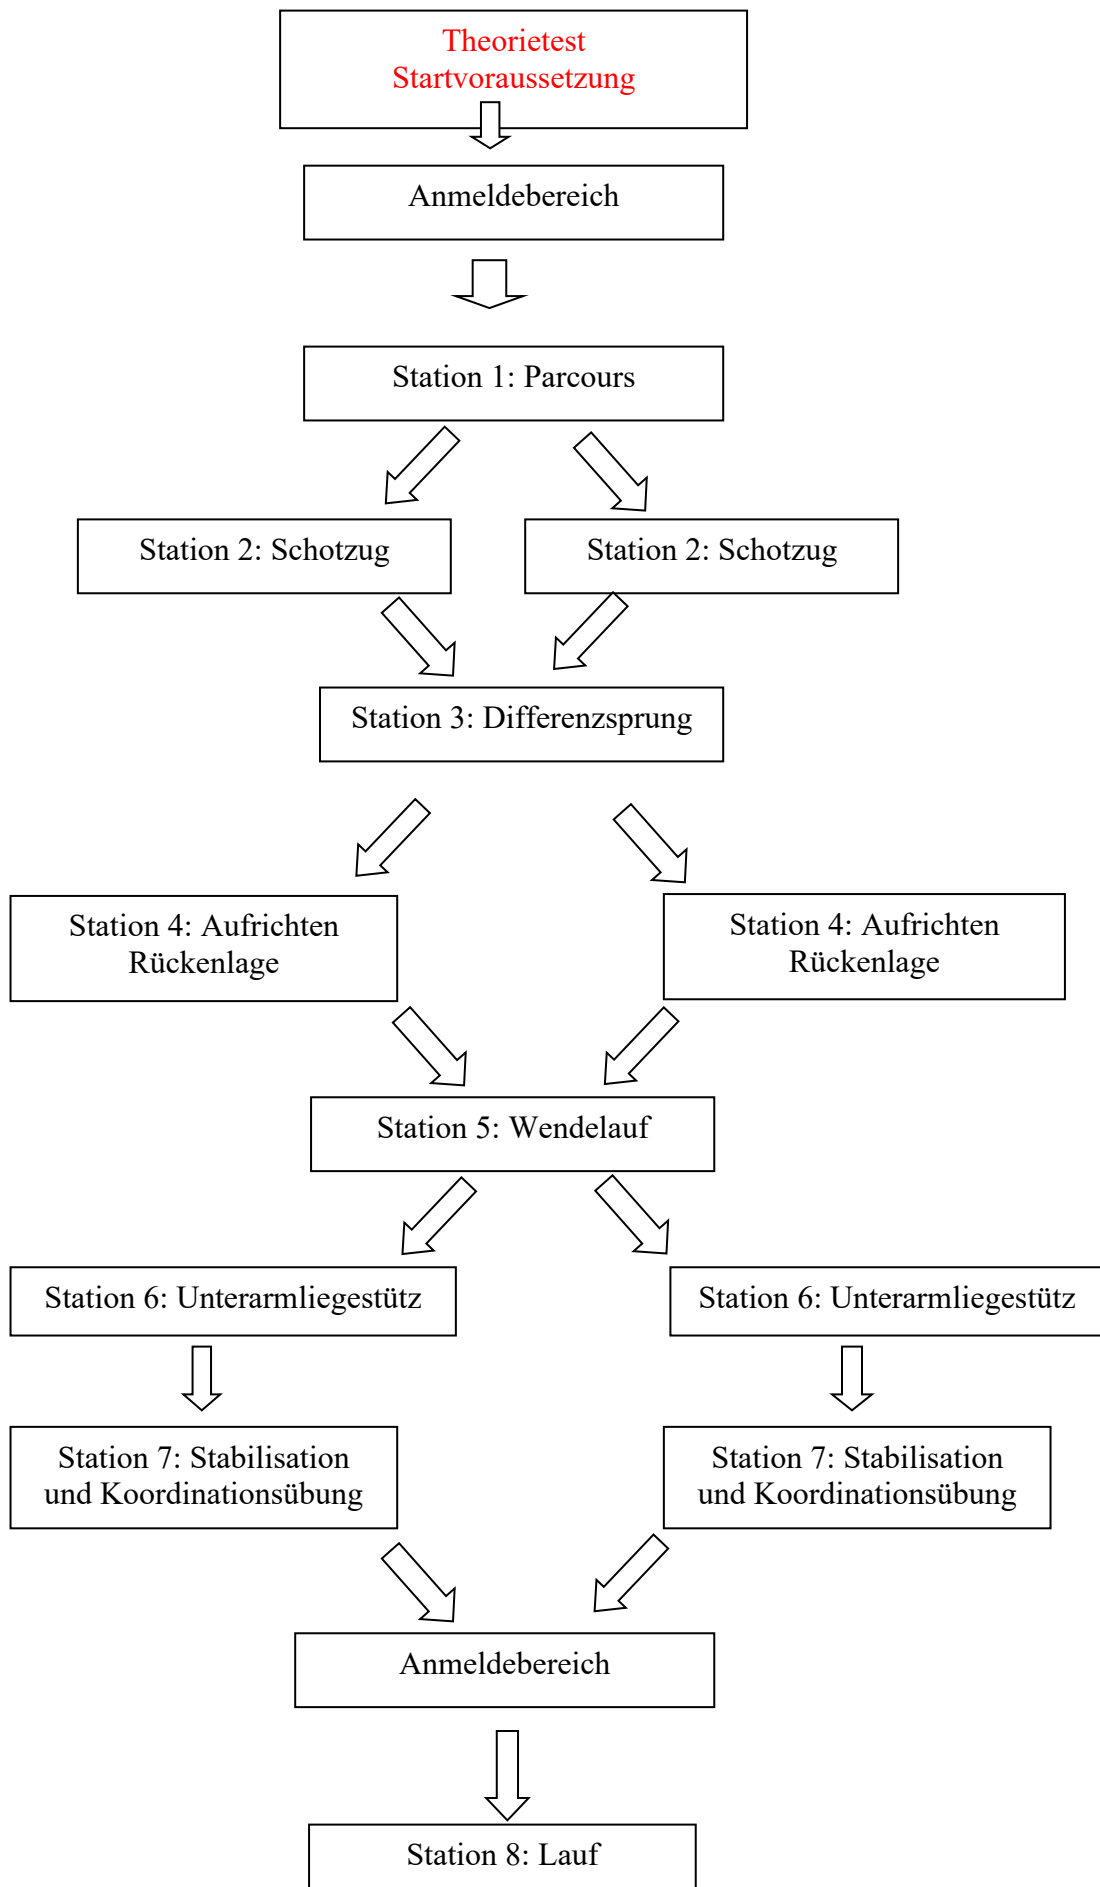 Theorietest
Startvoraussetzung
Anmeldebereich
Station 1: Parcours
Station 2: Schotzug
Station 2: Schotzug
Station 3: Differenzsprung
Station 4: Aufrichten
Rückenlage
Station 4: Aufrichten
Rückenlage
Station 5: Wendelauf
Station 6: Unterarmliegestütz
Station 6: Unterarmliegestütz
Station 7: Stabilisation
und Koordinationsübung
Station 7: Stabilisation
und Koordinationsübung
Anmeldebereich
Station 8: Lauf